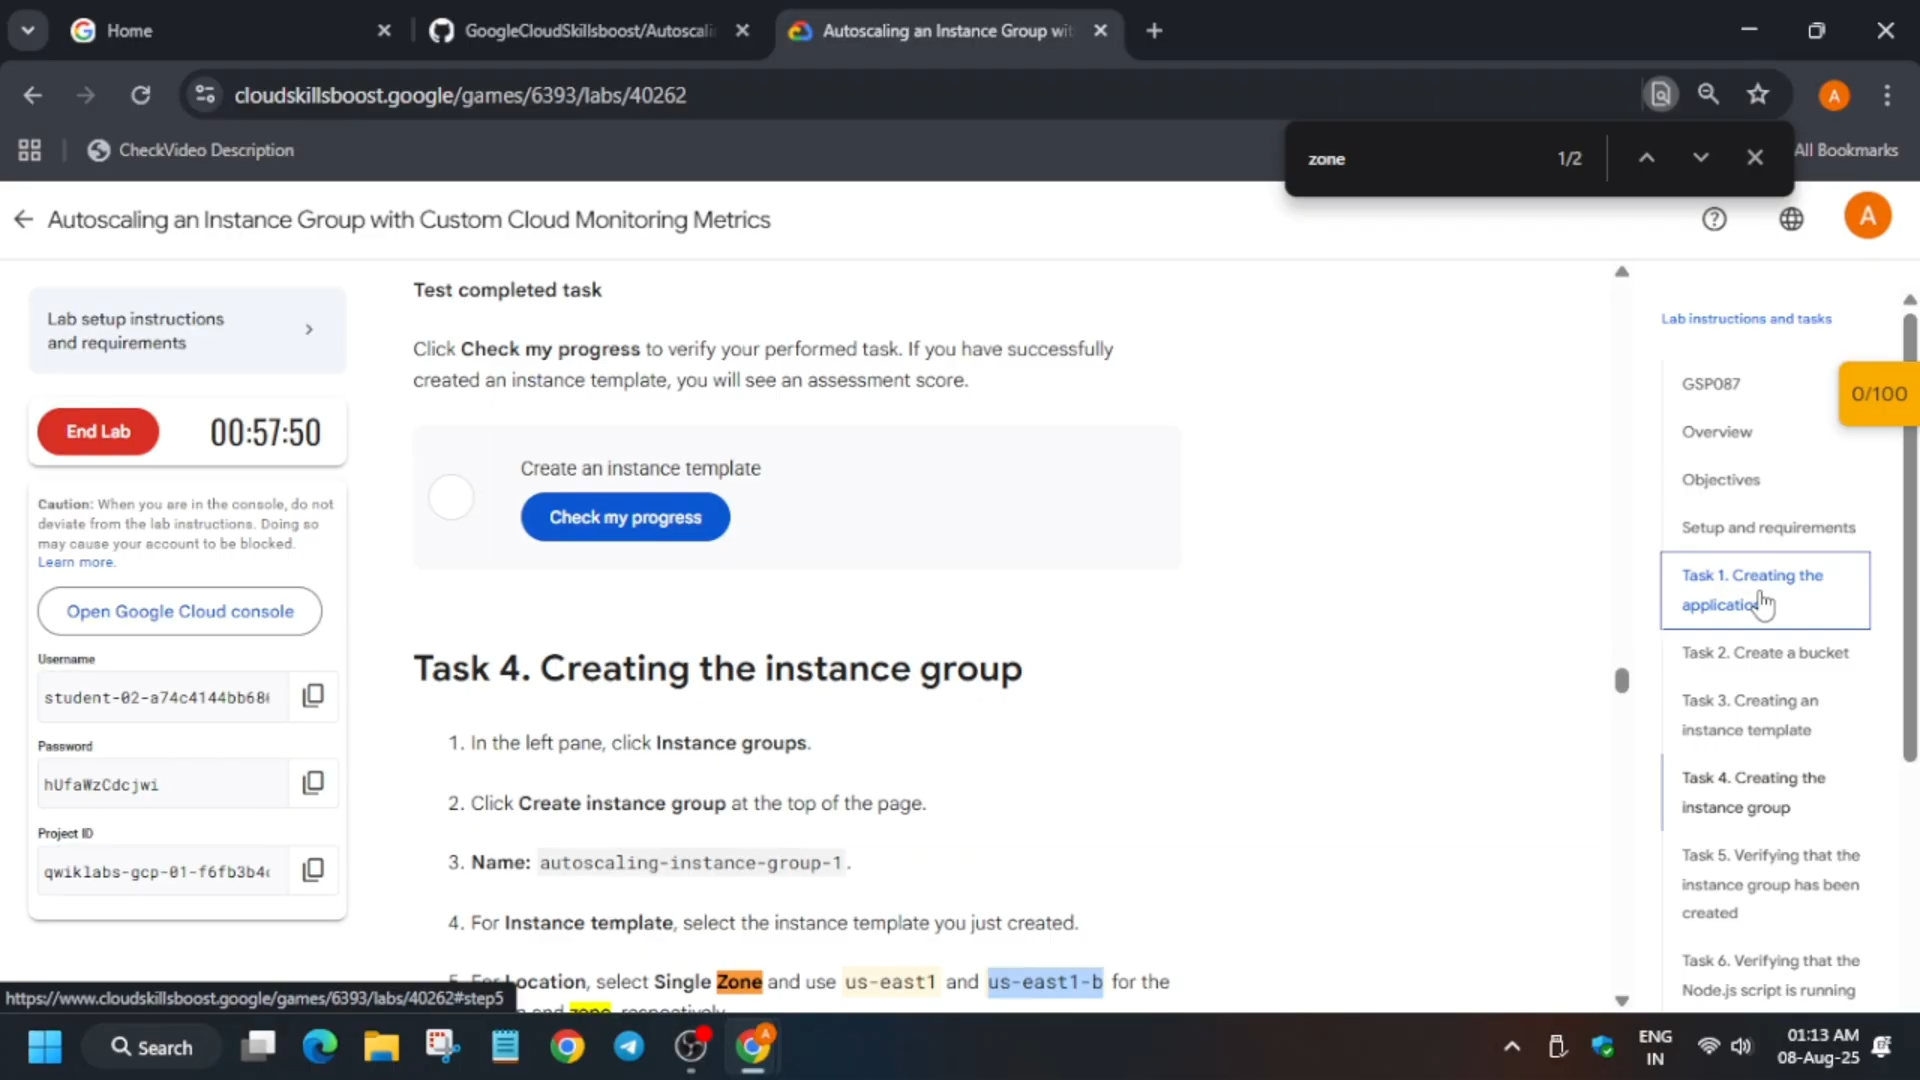 Home
GoogleCloudSkillsboost/Autoscali
Autoscaling an Instance Group wit
cloudskillsboost.google/games/6393/labs/40262
A
CheckVideo Description
zone
1/2
All Bookmarks
Autoscaling an Instance Group with Custom Cloud Monitoring Metrics
A
Lab setup instructions
and requirements
End Lab
00:57:50
Caution: When you are in the console, do not
deviate from the lab instructions. Doing so
may cause your account to be blocked.
Learn more.
Open Google Cloud console
Username
student-02-a74c4144bb68
Password
hUfaWzCdcjwi
Project ID
qwiklabs-gcp-01-f6fb3b4
Test completed task
Click Check my progress to verify your performed task. If you have successfully
created an instance template, you will see an assessment score.
Create an instance template
Check my progress
Task 4. Creating the instance group
1. In the left pane, click Instance groups.
2. Click Create instance group at the top of the page.
3. Name: autoscaling-instance-group-1.
4. For Instance template, select the instance template you just created.
5. For Location, select Single Zone and use us-east1 and us-east1-b for the
and zone, respectively.
Lab instructions and tasks
GSP087
0/100
Overview
Objectives
Setup and requirements
Task 1. Creating the
application
Task 2. Create a bucket
Task 3. Creating an
instance template
Task 4. Creating the
instance group
Task 5. Verifying that the
instance group has been
created
Task 6. Verifying that the
Node.js script is running
https://www.cloudskillsboost.google/games/6393/labs/40262#step5
Search
A
ENG
IN
01:13 AM
08-Aug-25